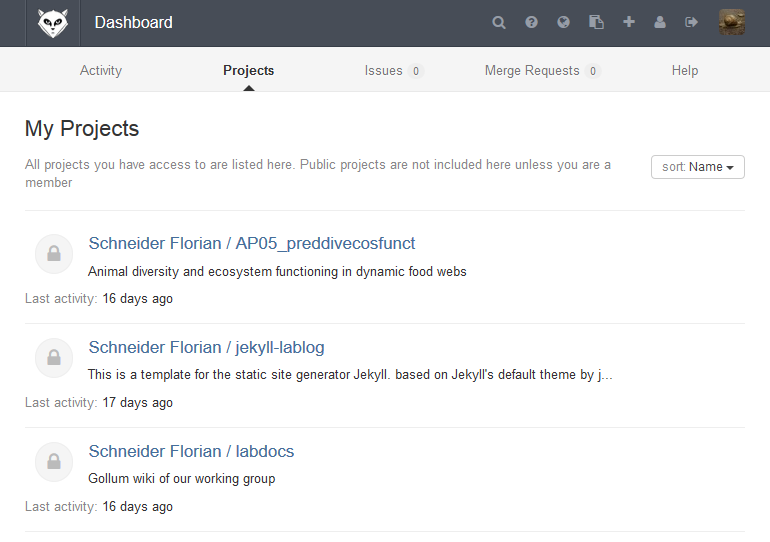 Dashboard
Activity
Projects
Issues 0
Merge Requests 0
Help
My Projects
All projects you have access to are listed here. Public projects are not included here unless you are a
member
sort: Name
Schneider Florian / AP05_preddivecosfunct
Animal diversity and ecosystem functioning in dynamic food webs
Last activity: 16 days ago
Schneider Florian / jekyll-lablog
This is a template for the static site generator Jekyll. based on Jekyll's default theme by j...
Last activity: 17 days ago
Schneider Florian / labdocs
Gollum wiki of our working group
Last activity: 16 days ago